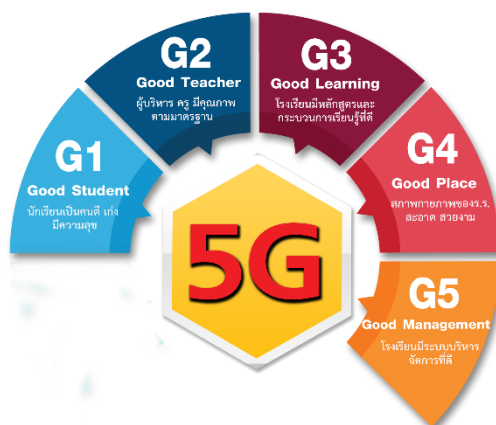 G1
Good Student
นักเรียนเป็นคนดี เก่ง
มีความสุข
G2
Good Teacher
ผู้บริหาร ครู มีคุณภาพ
ตามมาตรฐาน
G3
Good Learning
โรงเรียนมีหลักสูตรและ
กระบวนการเรียนรู้ที่ดี
G4
Good Place
สภาพกายภาพของร.ร.
สะอาด สวยงาม
G5
Good Management
โรงเรียนมีระบบบริหาร
จัดการที่ดี
5G